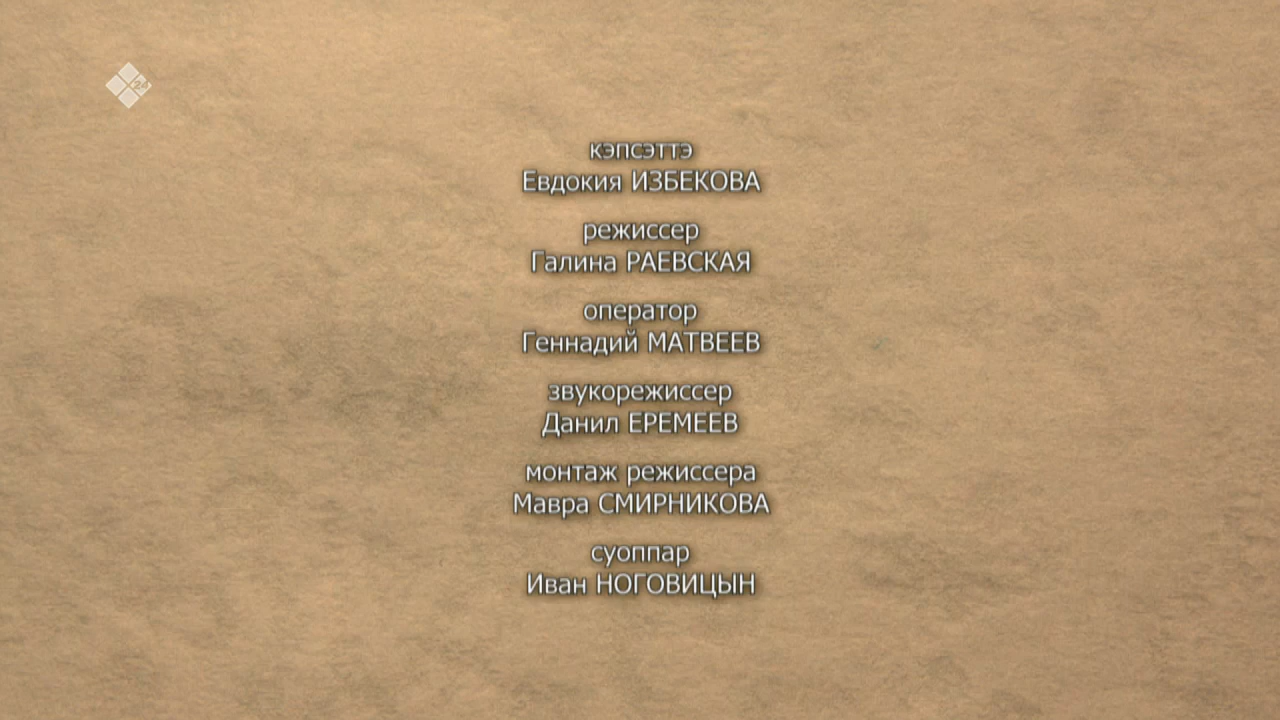 24
кэпсэттэ
Евдокия ИЗБЕКОВА
режиссер
Галина РАЕВСКАЯ
оператор
Геннадий МАТВЕЕВ
звукорежиссер
Данил ЕРЕМЕЕВ
монтаж режиссера
Мавра СМИРНИКОВА
суоппар
Иван НОГОВИЦЫН